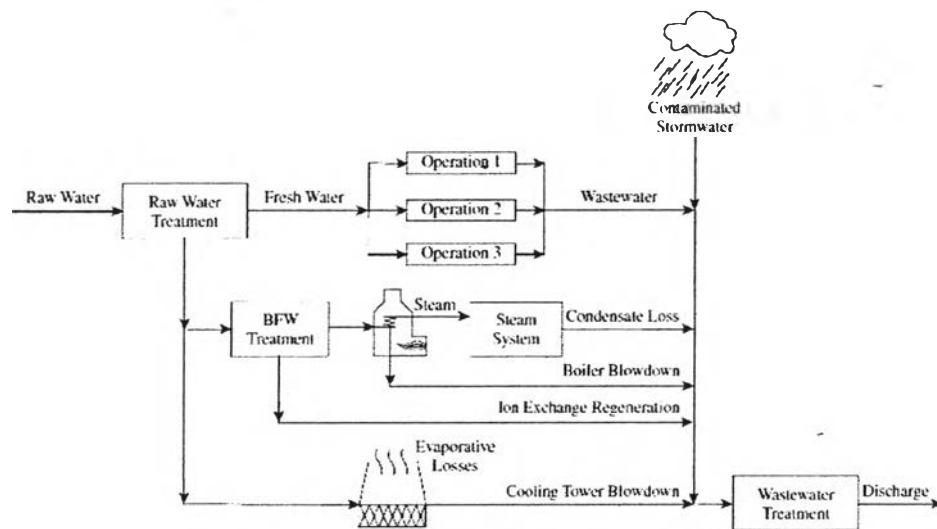 Contaminated
Stormwater
Operation 1
Raw Water
Raw Water
Treatment
Fresh Water
Operation 2
Wastewater
Operation 3
BFW
Treatment
Steam
Steam
System
Condensate Loss
Boiler Blowdown
Ion Exchange Regeneration
Evaporative
Losses
Cooling Tower Blowdown
Wastewater
Treatment
Discharge